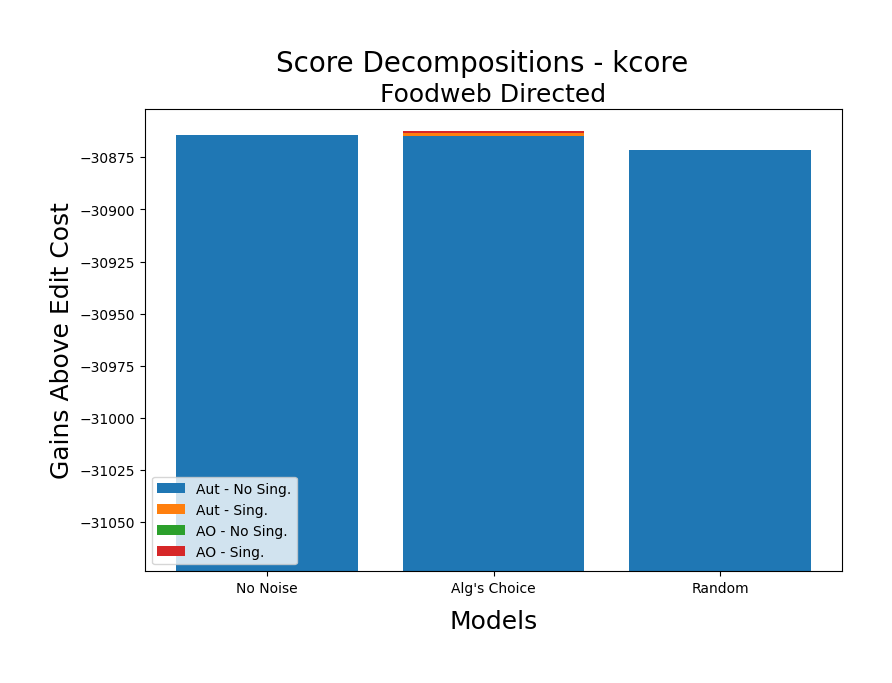 Score Decompositions - kcore
Foodweb Directed
Gains Above Edit Cost
−30875
−30900
−30925
−30950
−30975
−31000
−31025
−31050
Aut - No Sing.
Aut - Sing.
AO - No Sing.
AO - Sing.
No Noise
Alg's Choice
Random
Models